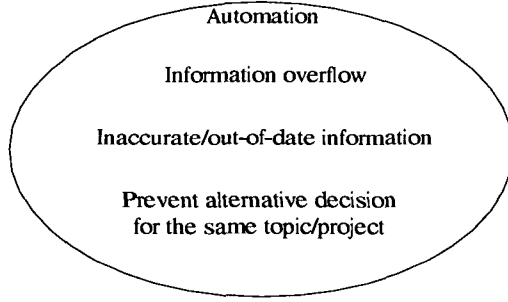 Automation
Information overflow
Inaccurate/out-of-date information
Prevent alternative decision
for the same topic/project